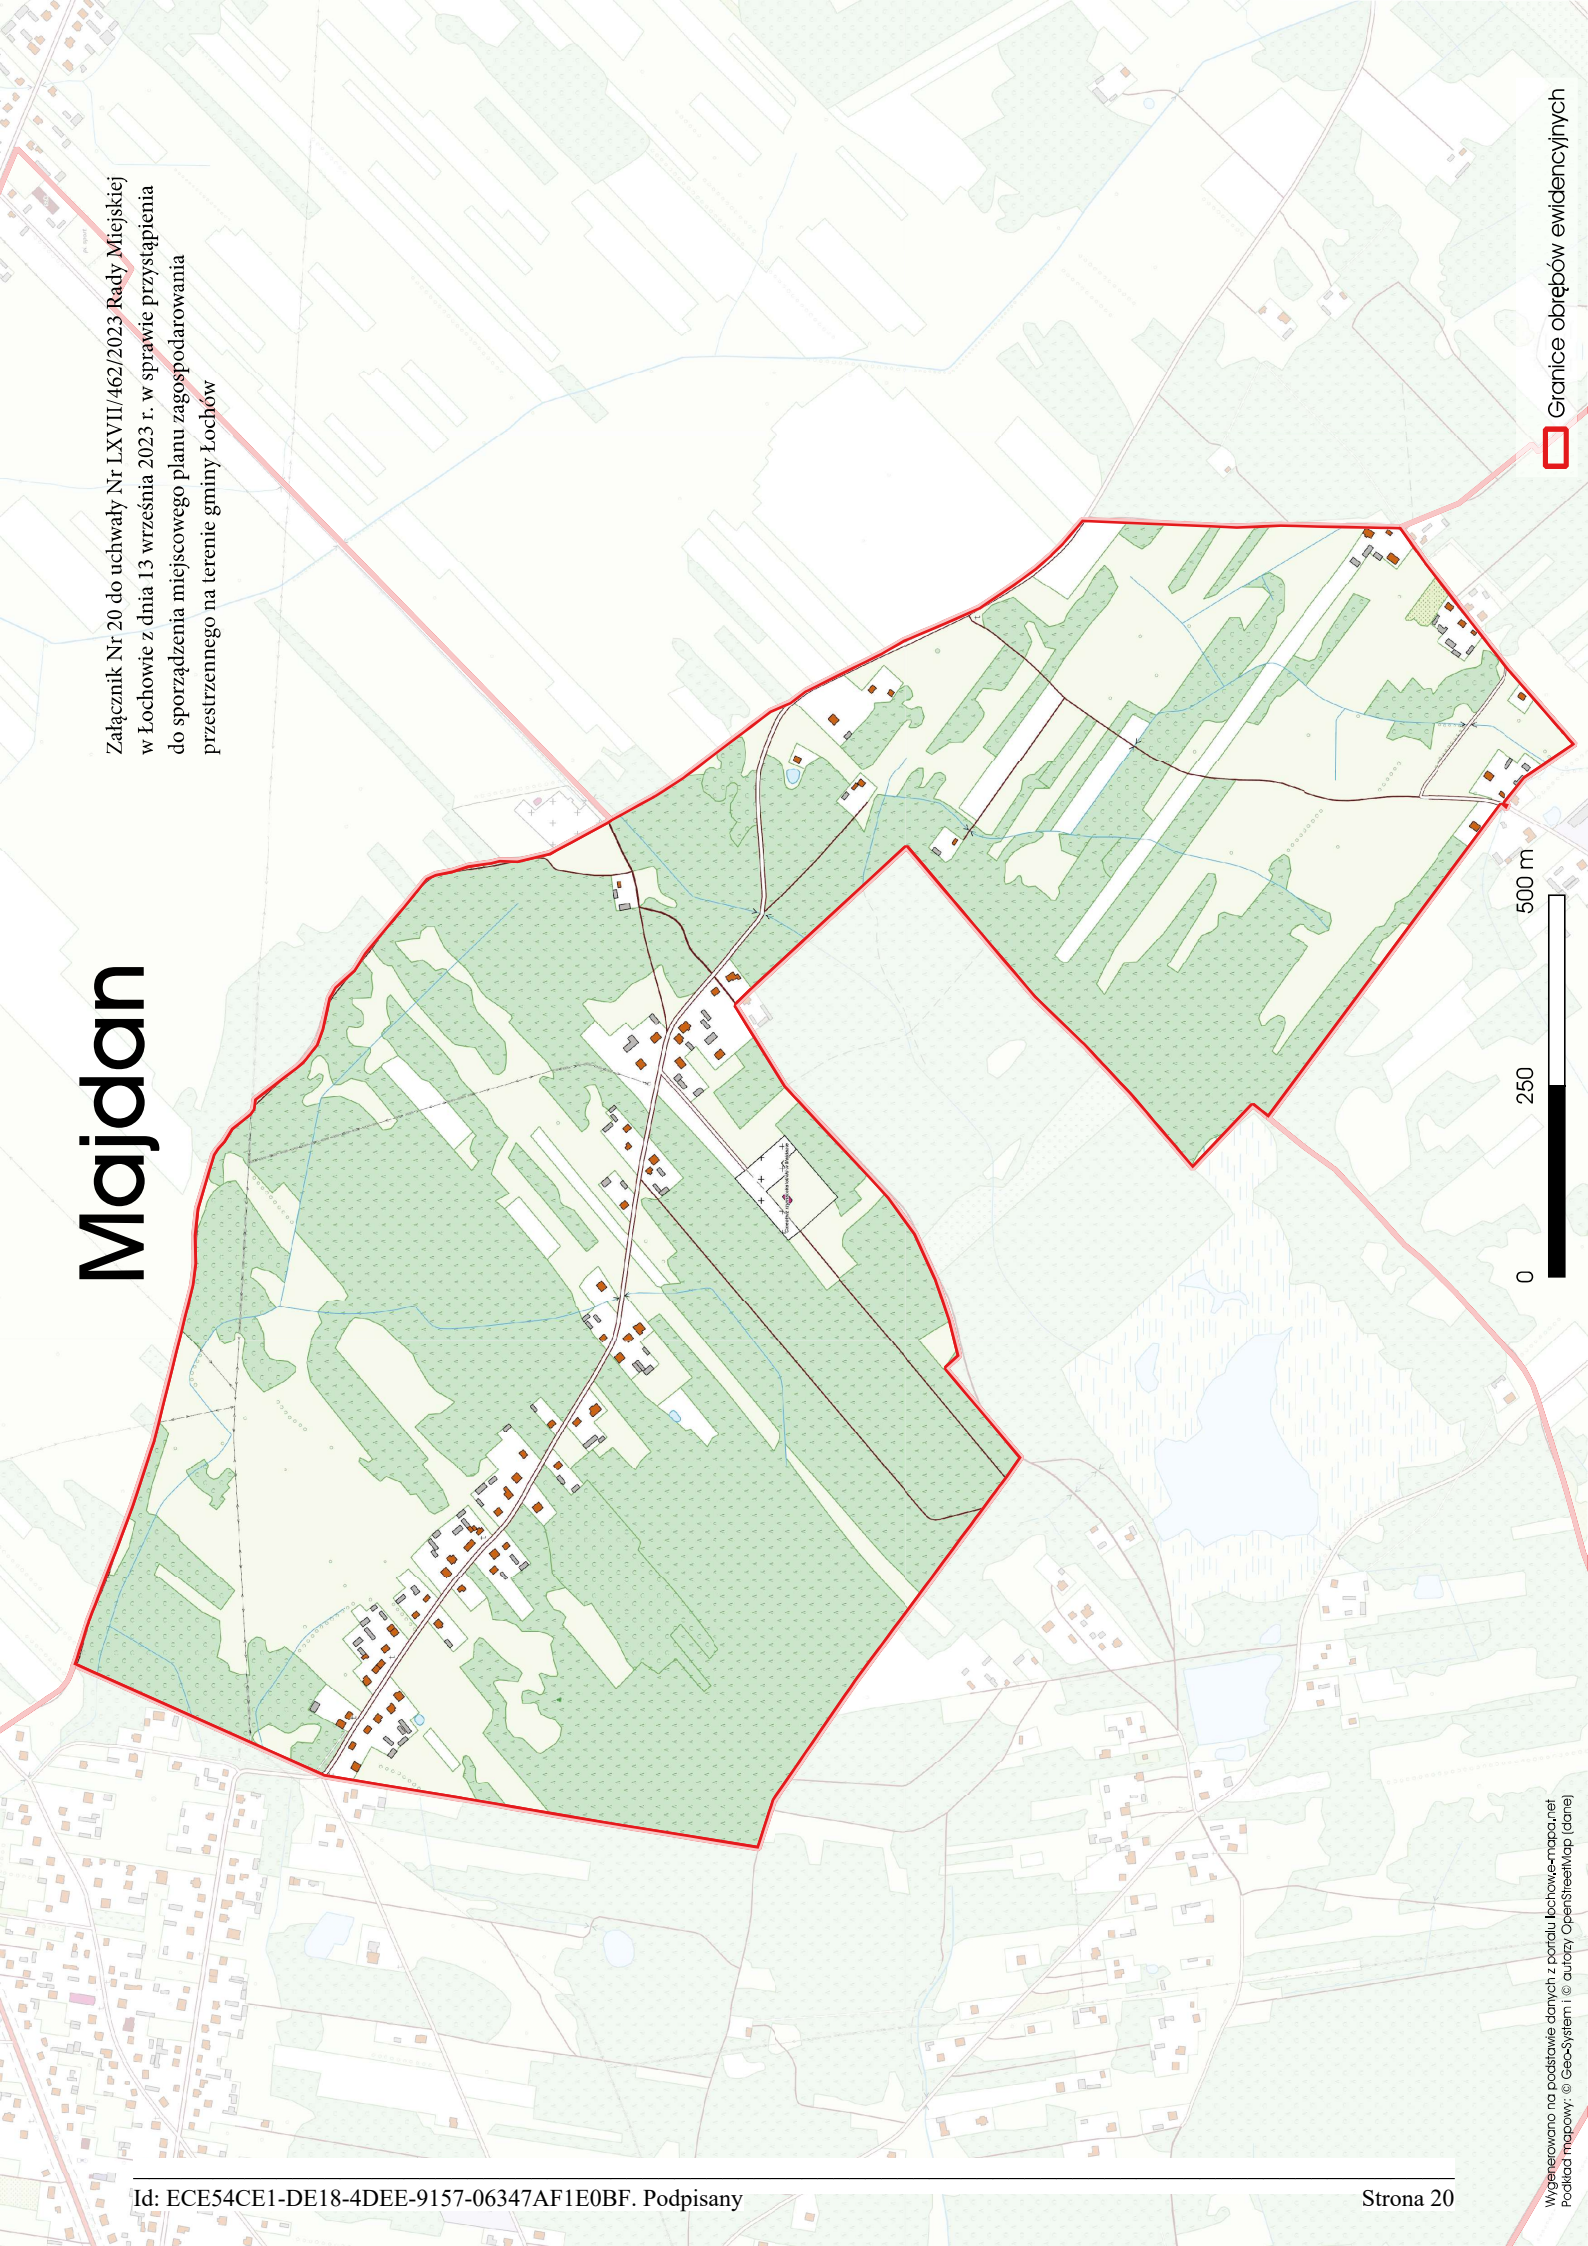 Załącznik Nr 20 do uchwały Nr LXVII/462/2023 Rady Miejskiej
w Łochowie z dnia 13 września 2023 r. w sprawie przystąpienia
do sporządzenia miejscowego planu zagospodarowania
przestrzennego na terenie gminy Łochów
Majdan
Granice obrębów ewidencyjnych
0 250 500 m
Wygenerowano na podstawie danych z portalu lochow.e-mapa.net
Podkład mapowy: © Geo-System i © autorzy OpenStreetMap (dane)
Id: ECE54CE1-DE18-4DEE-9157-06347AF1E0BF. Podpisany
Strona 20